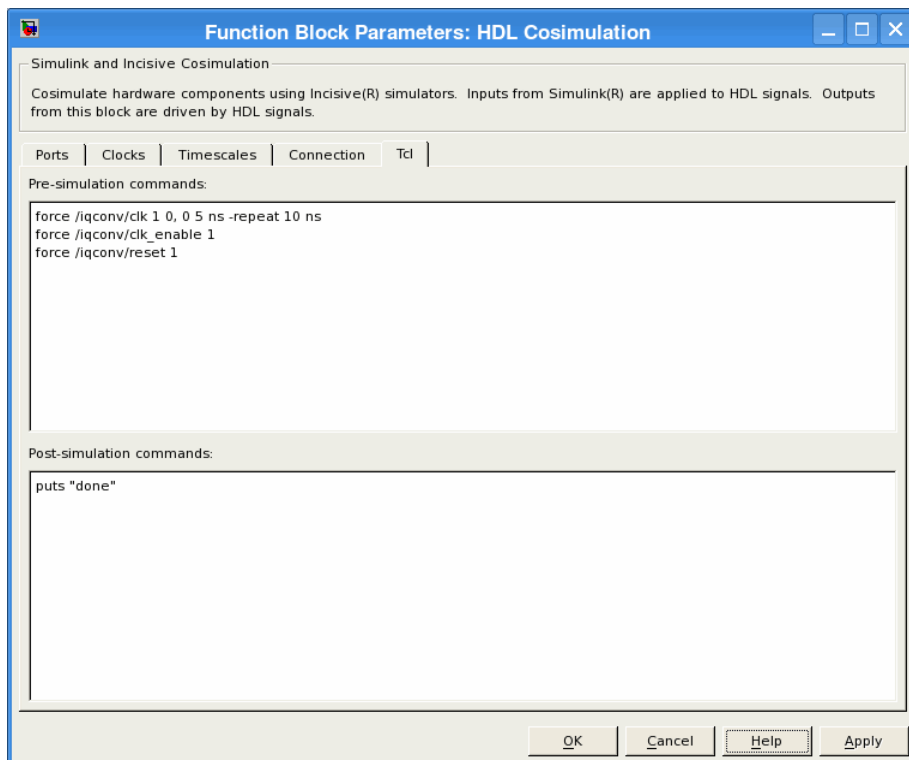 Function Block Parameters: HDL Cosimulation
Simulink and Incisive Cosimulation
Cosimulate hardware components using Incisive(R) simulators.  Inputs from Simulink(R) are applied to HDL signals.  Outputs
from this block are driven by HDL signals.
Ports Clocks Timescales Connection Tcl
Pre-simulation commands:
force /iqconv/clk 1 0, 0 5 ns -repeat 10 ns
force /iqconv/clk_enable 1
force /iqconv/reset 1
Post-simulation commands:
puts "done"
OK Cancel Help Apply